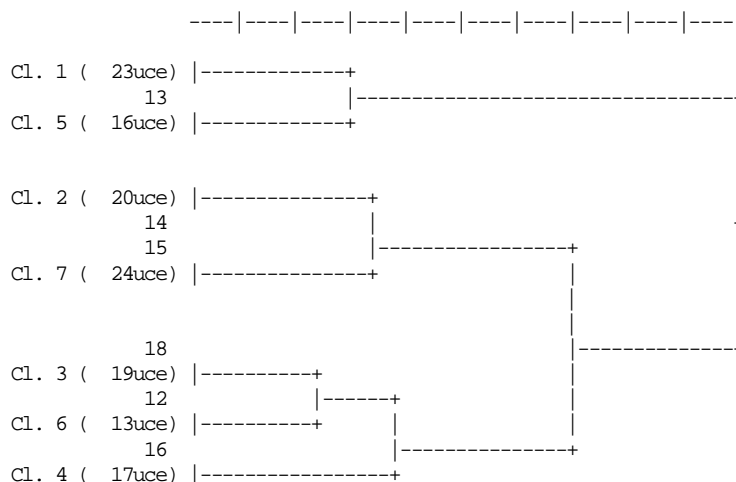 ----|----|----|----|----|----|----|----|----|----
Cl. 1 (  23uce) |-------------+
13 |----------------------------------
Cl. 5 (  16uce) |-------------+
Cl. 2 (  20uce) |---------------+
14 |
15 |-----------------+
Cl. 7 (  24uce) |---------------+ |
18 |--------------
Cl. 3 (  19uce) |----------+ |
12 |------+ |
Cl. 6 (  13uce) |----------+ | |
16 |---------------+
Cl. 4 (  17uce) |-----------------+